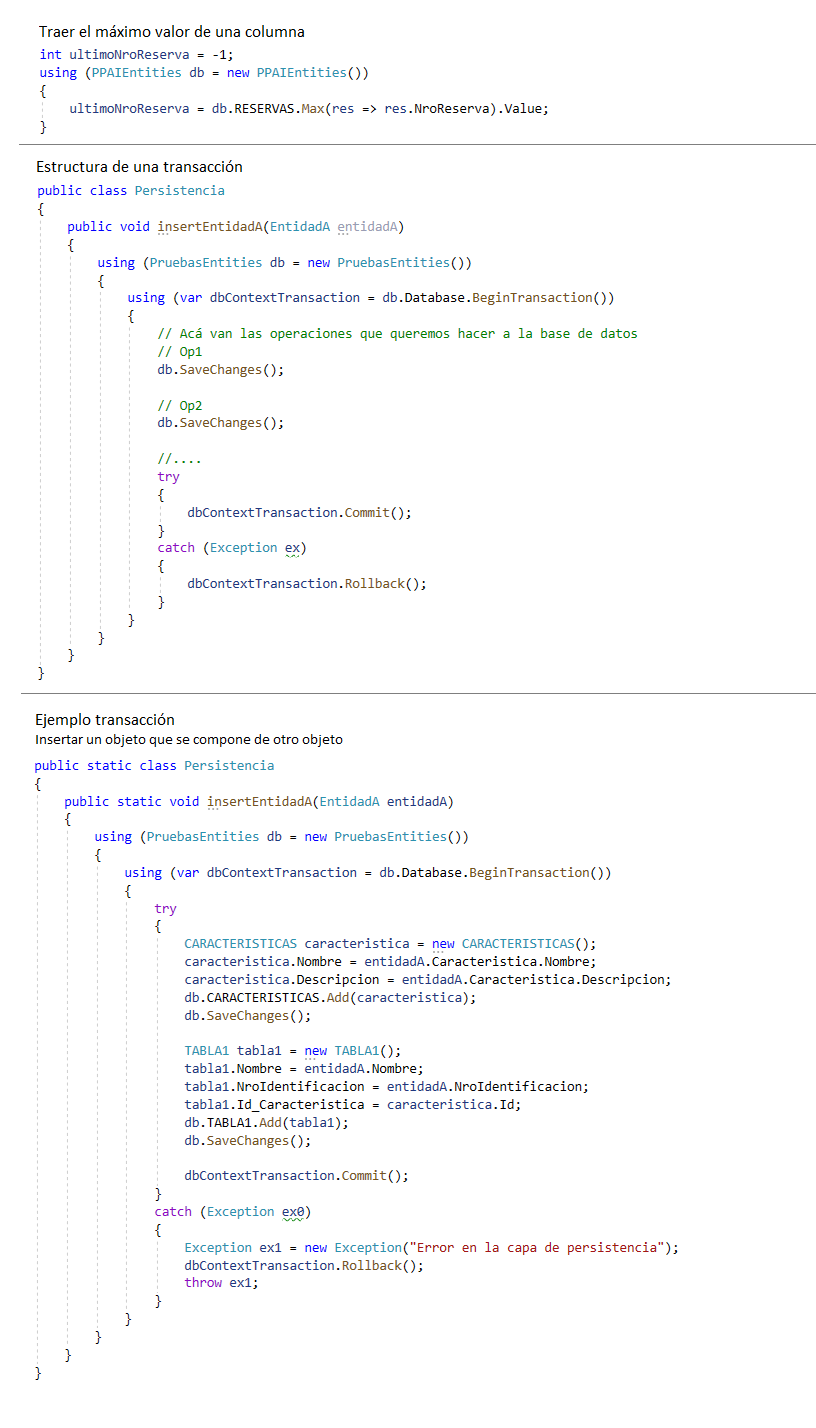 Traer el máximo valor de una columna
int ultimoNroReserva = -1;
using (PPAIEntities db = new PPAIEntities())
{
    ultimoNroReserva = db.RESERVAS.Max(res => res.NroReserva).Value;
}
Estructura de una transacción
public class Persistencia
{
    public void insertEntidadA(EntidadA entidadA)
    {
        using (PruebasEntities db = new PruebasEntities())
        {
            using (var dbContextTransaction = db.Database.BeginTransaction())
            {
                // Acá van las operaciones que queremos hacer a la base de datos
                // Op1
                db.SaveChanges();

                // Op2
                db.SaveChanges();

                //....
                try
                {
                    dbContextTransaction.Commit();
                }
                catch (Exception ex)
                {
                    dbContextTransaction.Rollback();
                }
            }
        }
    }
}
Ejemplo transacción
Insertar un objeto que se compone de otro objeto
public static class Persistencia
{
    public static void insertEntidadA(EntidadA entidadA)
    {
        using (PruebasEntities db = new PruebasEntities())
        {
            using (var dbContextTransaction = db.Database.BeginTransaction())
            {
                try
                {
                    CARACTERISTICAS caracteristica = new CARACTERISTICAS();
                    caracteristica.Nombre = entidadA.Caracteristica.Nombre;
                    caracteristica.Descripcion = entidadA.Caracteristica.Descripcion;
                    db.CARACTERISTICAS.Add(caracteristica);
                    db.SaveChanges();

                    TABLA1 tabla1 = new TABLA1();
                    tabla1.Nombre = entidadA.Nombre;
                    tabla1.NroIdentificacion = entidadA.NroIdentificacion;
                    tabla1.Id_Caracteristica = caracteristica.Id;
                    db.TABLA1.Add(tabla1);
                    db.SaveChanges();

                    dbContextTransaction.Commit();
                }
                catch (Exception ex0)
                {
                    Exception ex1 = new Exception("Error en la capa de persistencia");
                    dbContextTransaction.Rollback();
                    throw ex1;
                }
            }
        }
    }
}